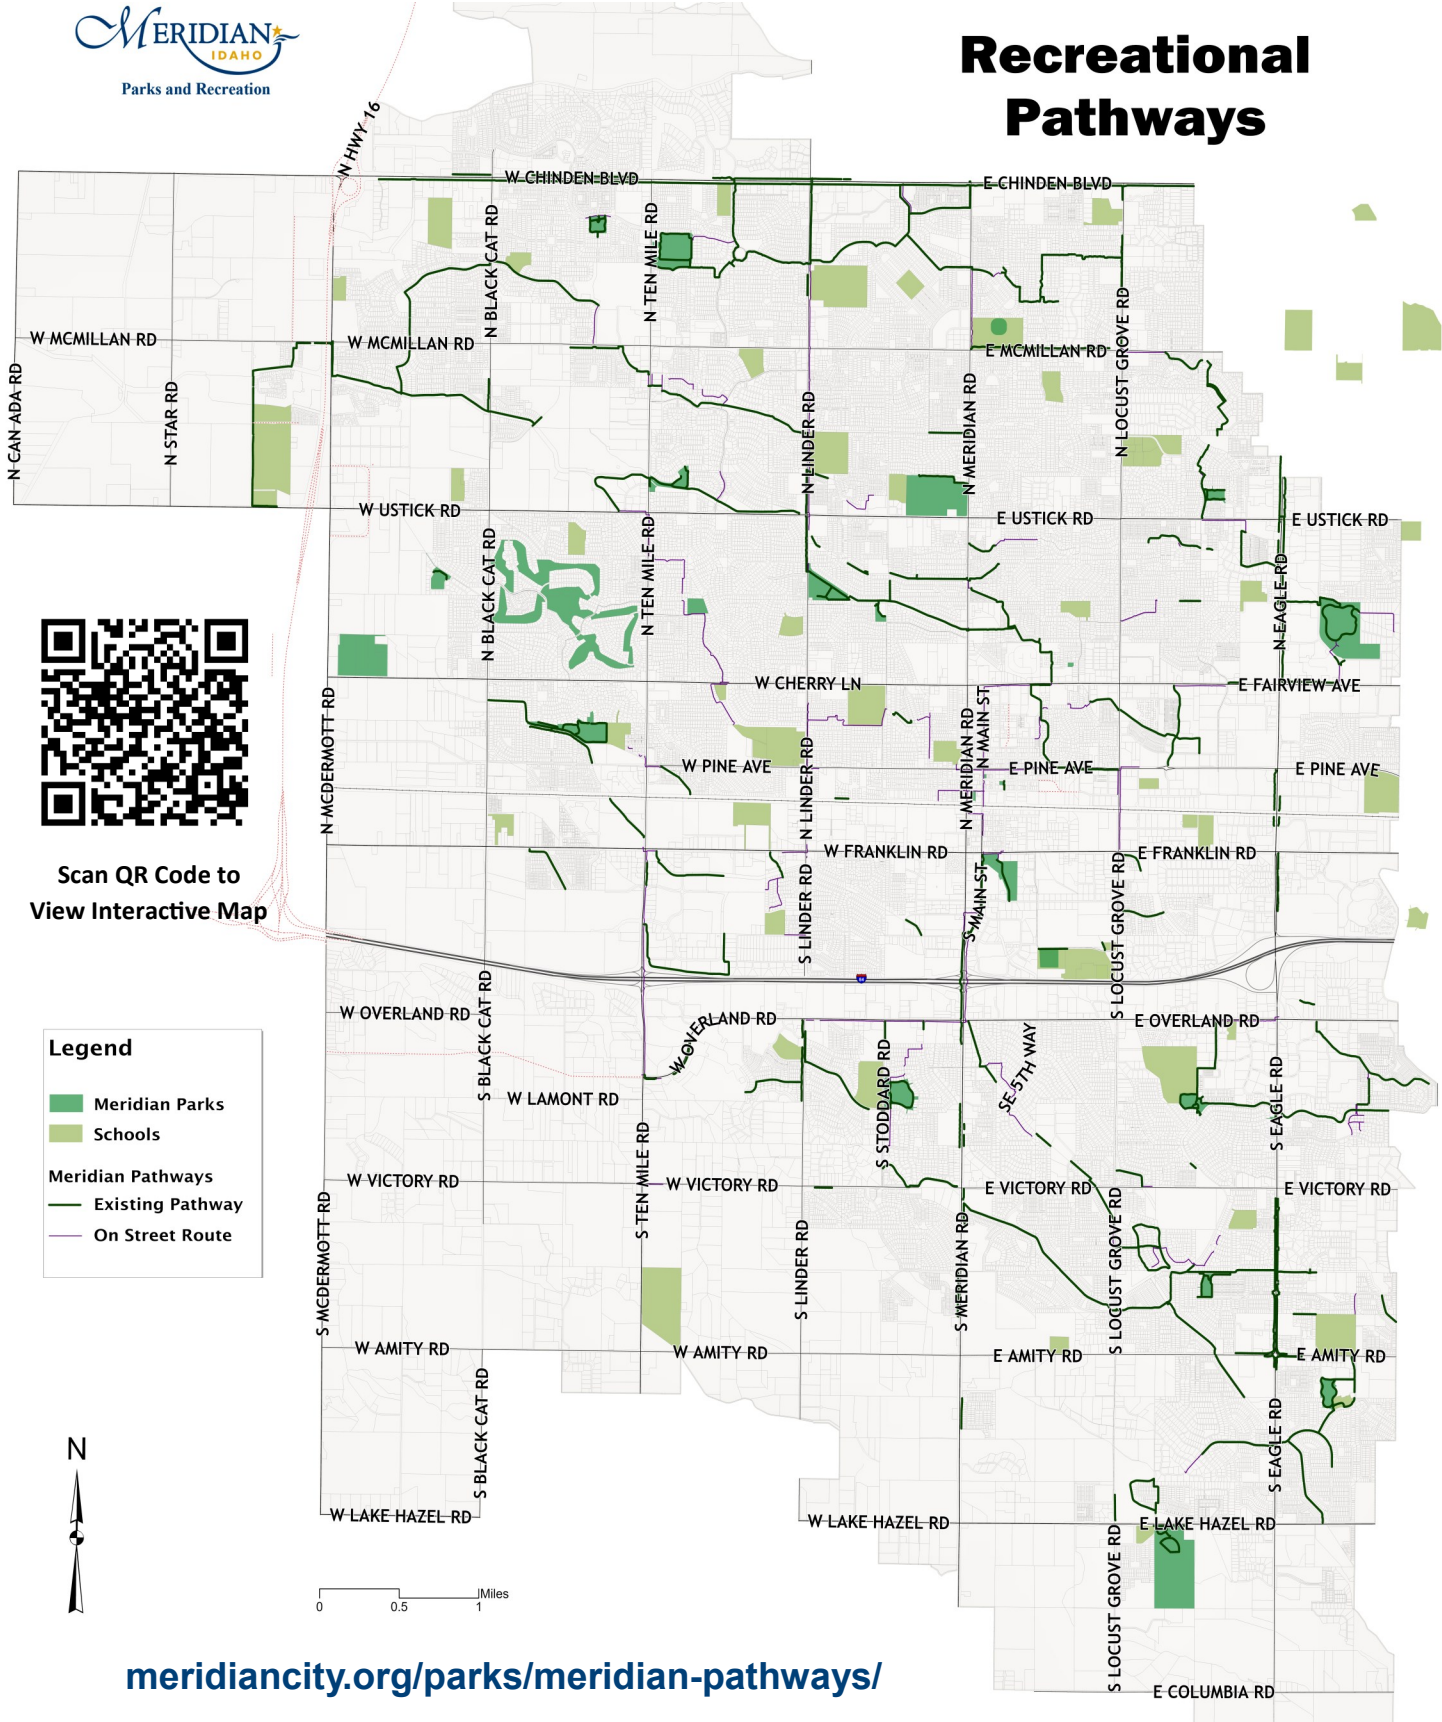 MERIDIAN
IDAHO
Parks and Recreation
Recreational
Pathways
N HWY 16
W CHINDEN BLVD
E CHINDEN BLVD
N BLACK CAT RD
N TEN MILE RD
N LOCUST GROVE RD
W MCMILLAN RD
W MCMILLAN RD
E MCMILLAN RD
N CAN ADA RD
N STAR RD
N LINDER RD
N MERIDIAN RD
W USTICK RD
E USTICK RD
E USTICK RD
N BLACK CAT RD
N TEN MILE RD
N EAGLE RD
W CHERRY LN
E FAIRVIEW AVE
N MCDERMOTT RD
N LINDER RD
N MERIDIAN RD
N MAIN ST
W PINE AVE
E PINE AVE
E PINE AVE
W FRANKLIN RD
E FRANKLIN RD
Scan QR Code to
View Interactive Map
S LINDER RD
S MAIN ST
S LOCUST GROVE RD
S BLACK CAT RD
W OVERLAND RD
W OVERLAND RD
E OVERLAND RD
Legend
Meridian Parks
Schools
Meridian Pathways
Existing Pathway
On Street Route
W LAMONT RD
S STODDARD RD
SE 5TH WAY
S EAGLE RD
S TEN MILE RD
W VICTORY RD
W VICTORY RD
E VICTORY RD
E VICTORY RD
S MCDERMOTT RD
S LINDER RD
S MERIDIAN RD
S LOCUST GROVE RD
W AMITY RD
W AMITY RD
E AMITY RD
E AMITY RD
S BLACK CAT RD
S EAGLE RD
N
W LAKE HAZEL RD
W LAKE HAZEL RD
E LAKE HAZEL RD
S LOCUST GROVE RD
Miles
0 0.5 1
meridiancity.org/parks/meridian-pathways/
E COLUMBIA RD